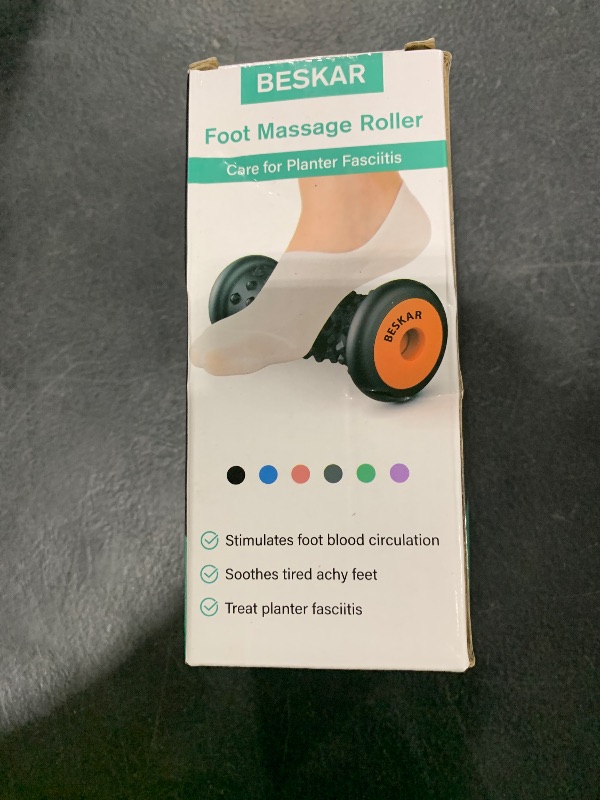 BESKAR
Foot Massage Roller
Care for Planter Fasciitis
BESKAR
Stimulates foot blood circulation
Soothes tired achy feet
Treat planter fasciitis